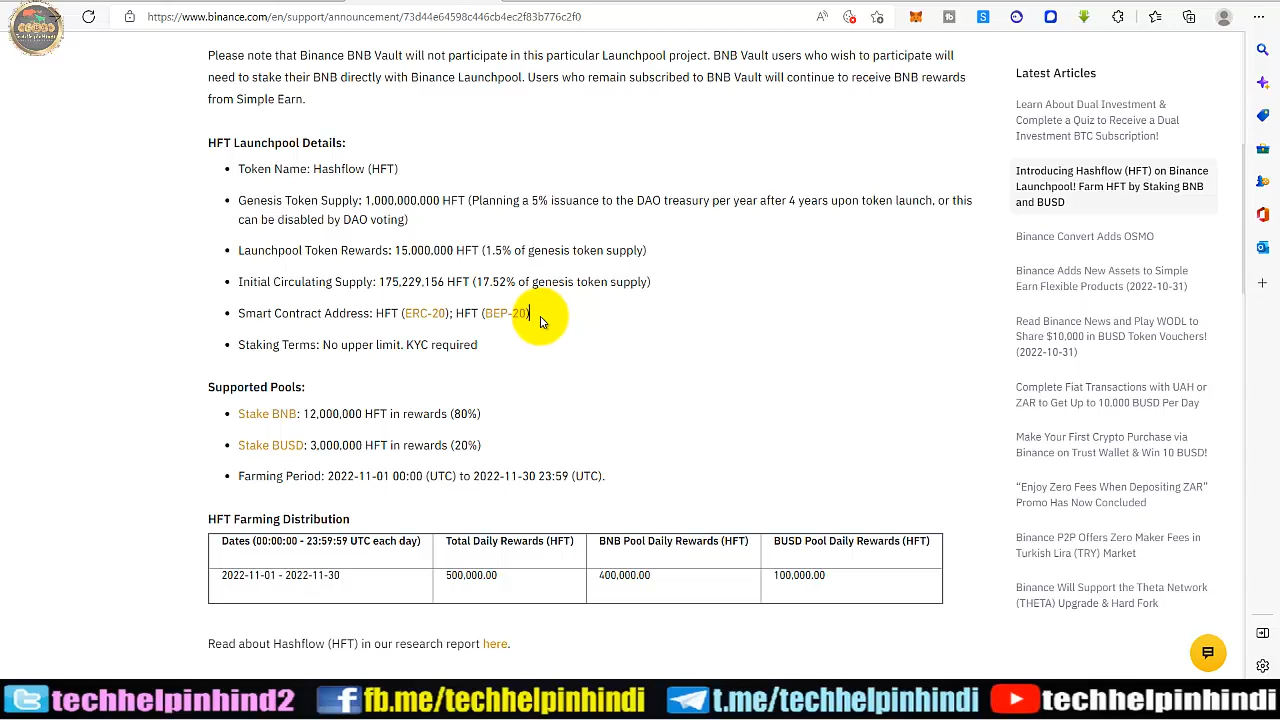 https://www.binance.com/en/support/announcement/73d44e64598c446cb4ec2f83b776c2f0
Please note that Binance BNB Vault will not participate in this particular Launchpool project. BNB Vault users who wish to participate will
need to stake their BNB directly with Binance Launchpool. Users who remain subscribed to BNB Vault will continue to receive BNB rewards
from Simple Earn.
HFT Launchpool Details:
Token Name: Hashflow (HFT)
Genesis Token Supply: 1,000,000,000 HFT (Planning a 5% issuance to the DAO treasury per year after 4 years upon token launch, or this
can be disabled by DAO voting)
Launchpool Token Rewards: 15,000,000 HFT (1.5% of genesis token supply)
Initial Circulating Supply: 175,229,156 HFT (17.52% of genesis token supply)
Smart Contract Address: HFT (ERC-20); HFT (BEP-20)
Staking Terms: No upper limit. KYC required
Supported Pools:
Stake BNB: 12,000,000 HFT in rewards (80%)
Stake BUSD: 3,000,000 HFT in rewards (20%)
Farming Period: 2022-11-01 00:00 (UTC) to 2022-11-30 23:59 (UTC).
HFT Farming Distribution
Dates (00:00:00 - 23:59:59 UTC each day) Total Daily Rewards (HFT) BNB Pool Daily Rewards (HFT) BUSD Pool Daily Rewards (HFT)
2022-11-01 - 2022-11-30 500,000.00 400,000.00 100,000.00
Read about Hashflow (HFT) in our research report here.
Latest Articles
Learn About Dual Investment &
Complete a Quiz to Receive a Dual
Investment BTC Subscription!
Introducing Hashflow (HFT) on Binance
Launchpool! Farm HFT by Staking BNB
and BUSD
Binance Convert Adds OSMO
Binance Adds New Assets to Simple
Earn Flexible Products (2022-10-31)
Read Binance News and Play WODL to
Share $10,000 in BUSD Token Vouchers!
(2022-10-31)
Complete Fiat Transactions with UAH or
ZAR to Get Up to 10,000 BUSD Per Day
Make Your First Crypto Purchase via
Binance on Trust Wallet & Win 10 BUSD!
“Enjoy Zero Fees When Depositing ZAR”
Promo Has Now Concluded
Binance P2P Offers Zero Maker Fees in
Turkish Lira (TRY) Market
Binance Will Support the Theta Network
(THETA) Upgrade & Hard Fork
techhelpinhind2 fb.me/techhelpinhindi t.me/techhelpinhindi techhelpinhindi